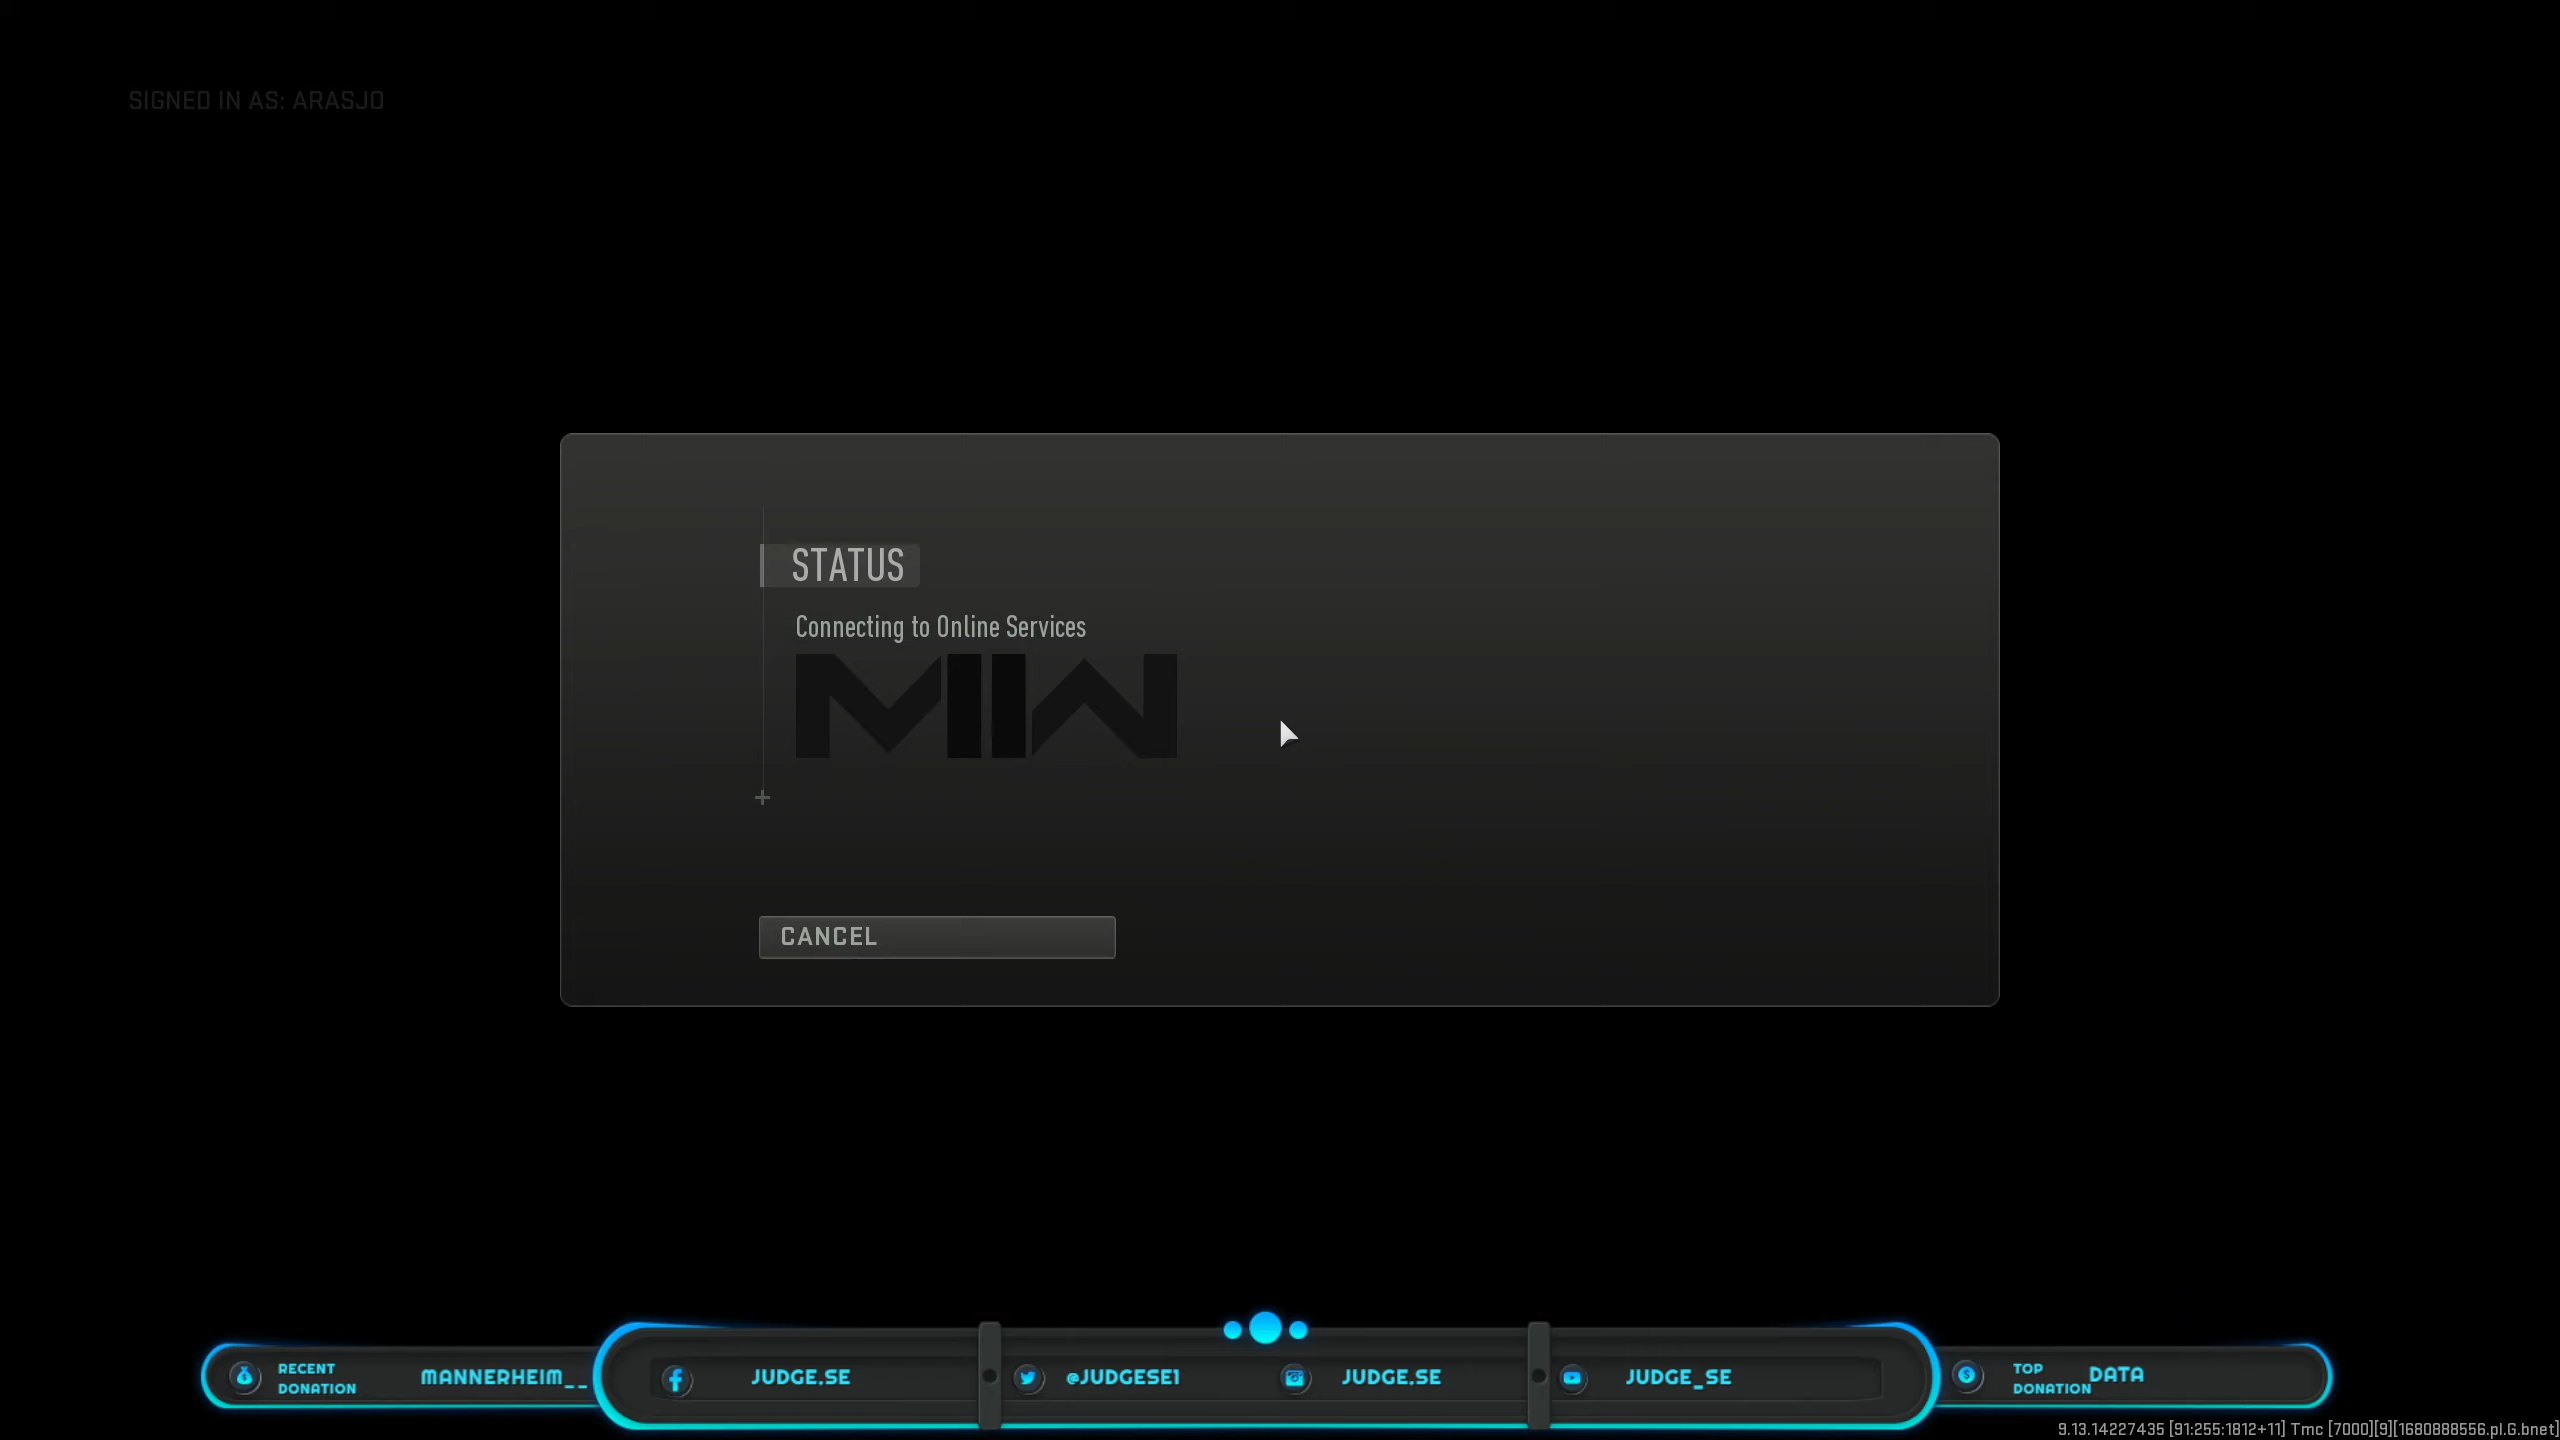 SIGNED IN AS: ARASJO
STATUS
Connecting to Online Services
MIIW
CANCEL
RECENT DONATION MANNERHEIM__
JUDGE.SE
@JUDGESE1
JUDGE.SE
JUDGE_SE
TOP DONATION DATA
9.13.14227435 [91:255:1812+11] Tmc [7000][9][1680888556.pl.G.bnet]